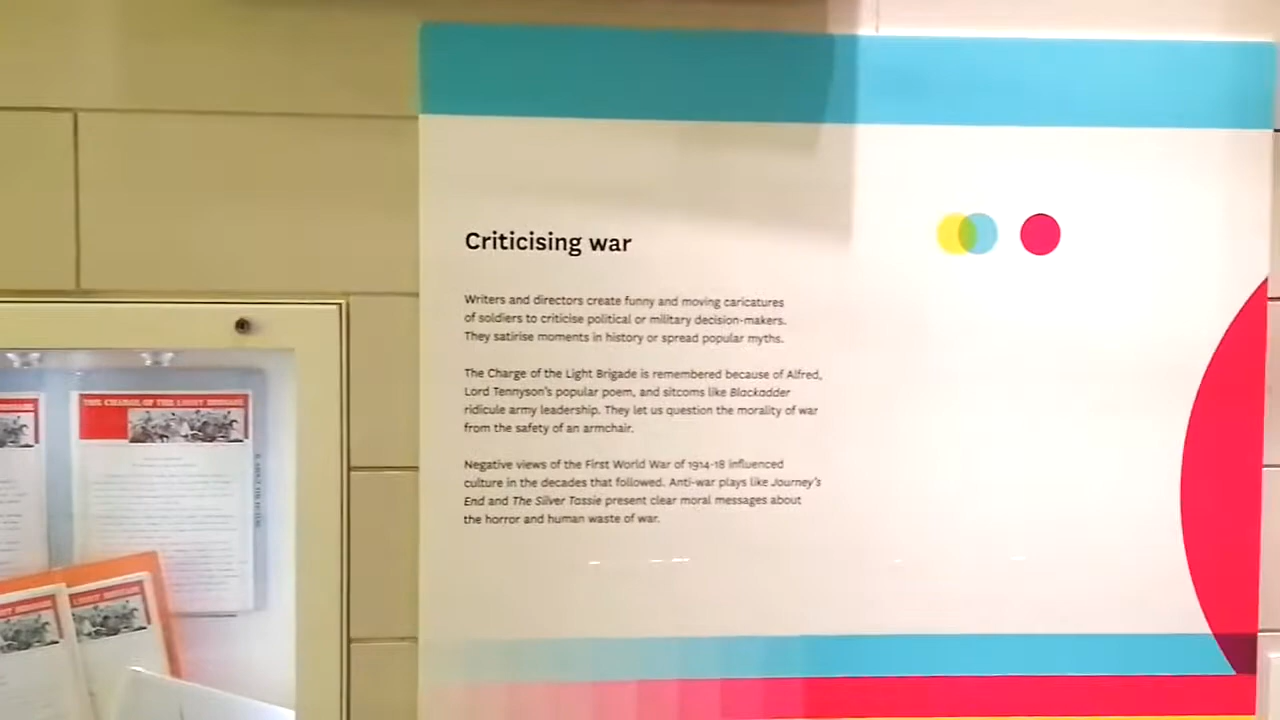 Criticising war
Writers and directors create funny and moving caricatures
of soldiers to criticise political or military decision-makers.
They satirise moments in history or spread popular myths.
The Charge of the Light Brigade is remembered because of Alfred,
Lord Tennyson's popular poem, and sitcoms like Blackadder
ridicule army leadership. They let us question the morality of war
from the safety of an armchair.
Negative views of the First World War of 1914-18 influenced
culture in the decades that followed. Anti-war plays like Journey's
End and The Silver Tassie present clear moral messages about
the horror and human waste of war.
THE CHARGE OF THE LIGHT BRIGADE
LIGHT BRIGADE